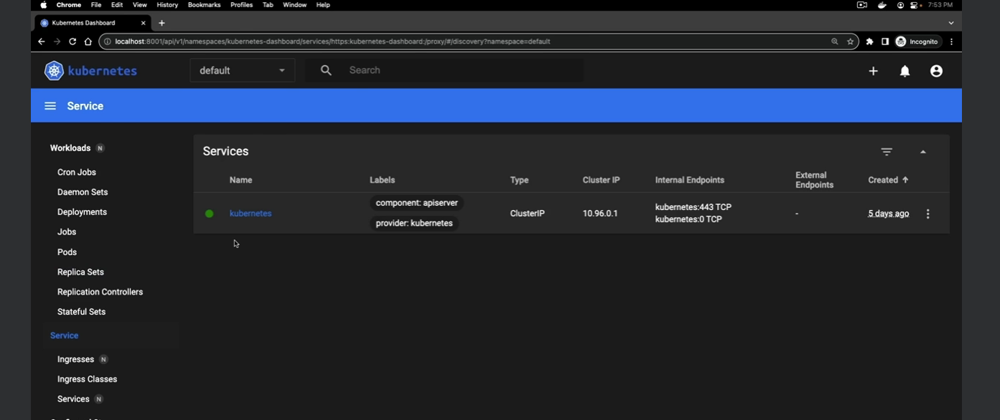 Chrome File Edit View History Bookmarks Profiles Tab Window Help 7:53 PM
Kubernetes Dashboard
localhost:8001/api/v1/namespaces/kubernetes-dashboard/services/https:kubernetes-dashboard:/proxy/#/discovery?namespace=default Incognito
kubernetes default Search
Service
Workloads N
Cron Jobs
Daemon Sets
Deployments
Jobs
Pods
Replica Sets
Replication Controllers
Stateful Sets
Service
Ingresses N
Ingress Classes
Services N
Services
Name Labels Type Cluster IP Internal Endpoints External Endpoints Created
kubernetes component: apiserver ClusterIP 10.96.0.1 kubernetes:443 TCP - 5 days ago
provider: kubernetes kubernetes:0 TCP